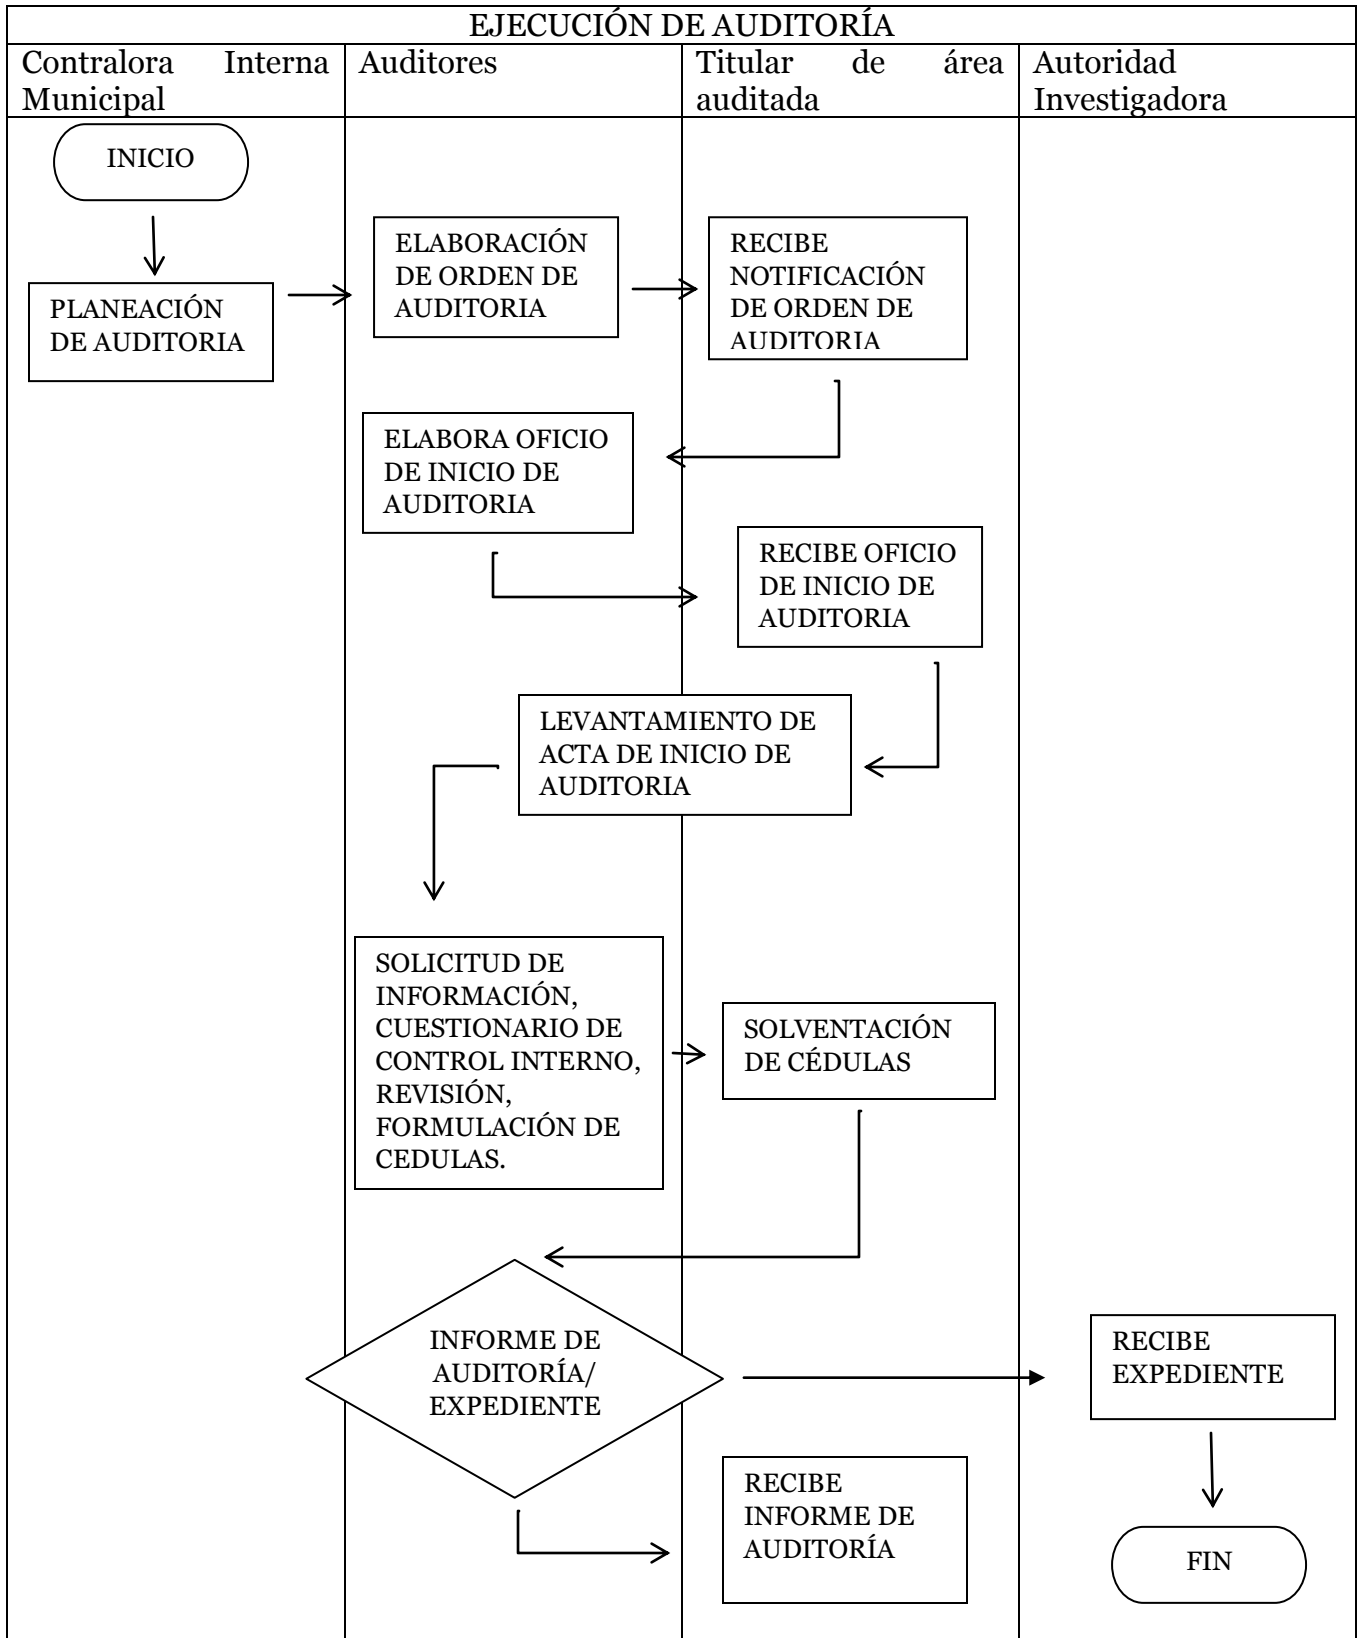 EJECUCIÓN DE AUDITORÍA
Contralora Interna
Municipal
Auditores
Titular de área
auditada
Autoridad
Investigadora
INICIO
PLANEACIÓN
DE AUDITORIA
ELABORACIÓN
DE ORDEN DE
AUDITORIA
RECIBE
NOTIFICACIÓN
DE ORDEN DE
AUDITORIA
ELABORA OFICIO
DE INICIO DE
AUDITORIA
RECIBE OFICIO
DE INICIO DE
AUDITORIA
LEVANTAMIENTO DE
ACTA DE INICIO DE
AUDITORIA
SOLICITUD DE
INFORMACIÓN,
CUESTIONARIO DE
CONTROL INTERNO,
REVISIÓN,
FORMULACIÓN DE
CEDULAS.
SOLVENTACIÓN
DE CÉDULAS
INFORME DE
AUDITORÍA/
EXPEDIENTE
RECIBE
EXPEDIENTE
RECIBE
INFORME DE
AUDITORÍA
FIN